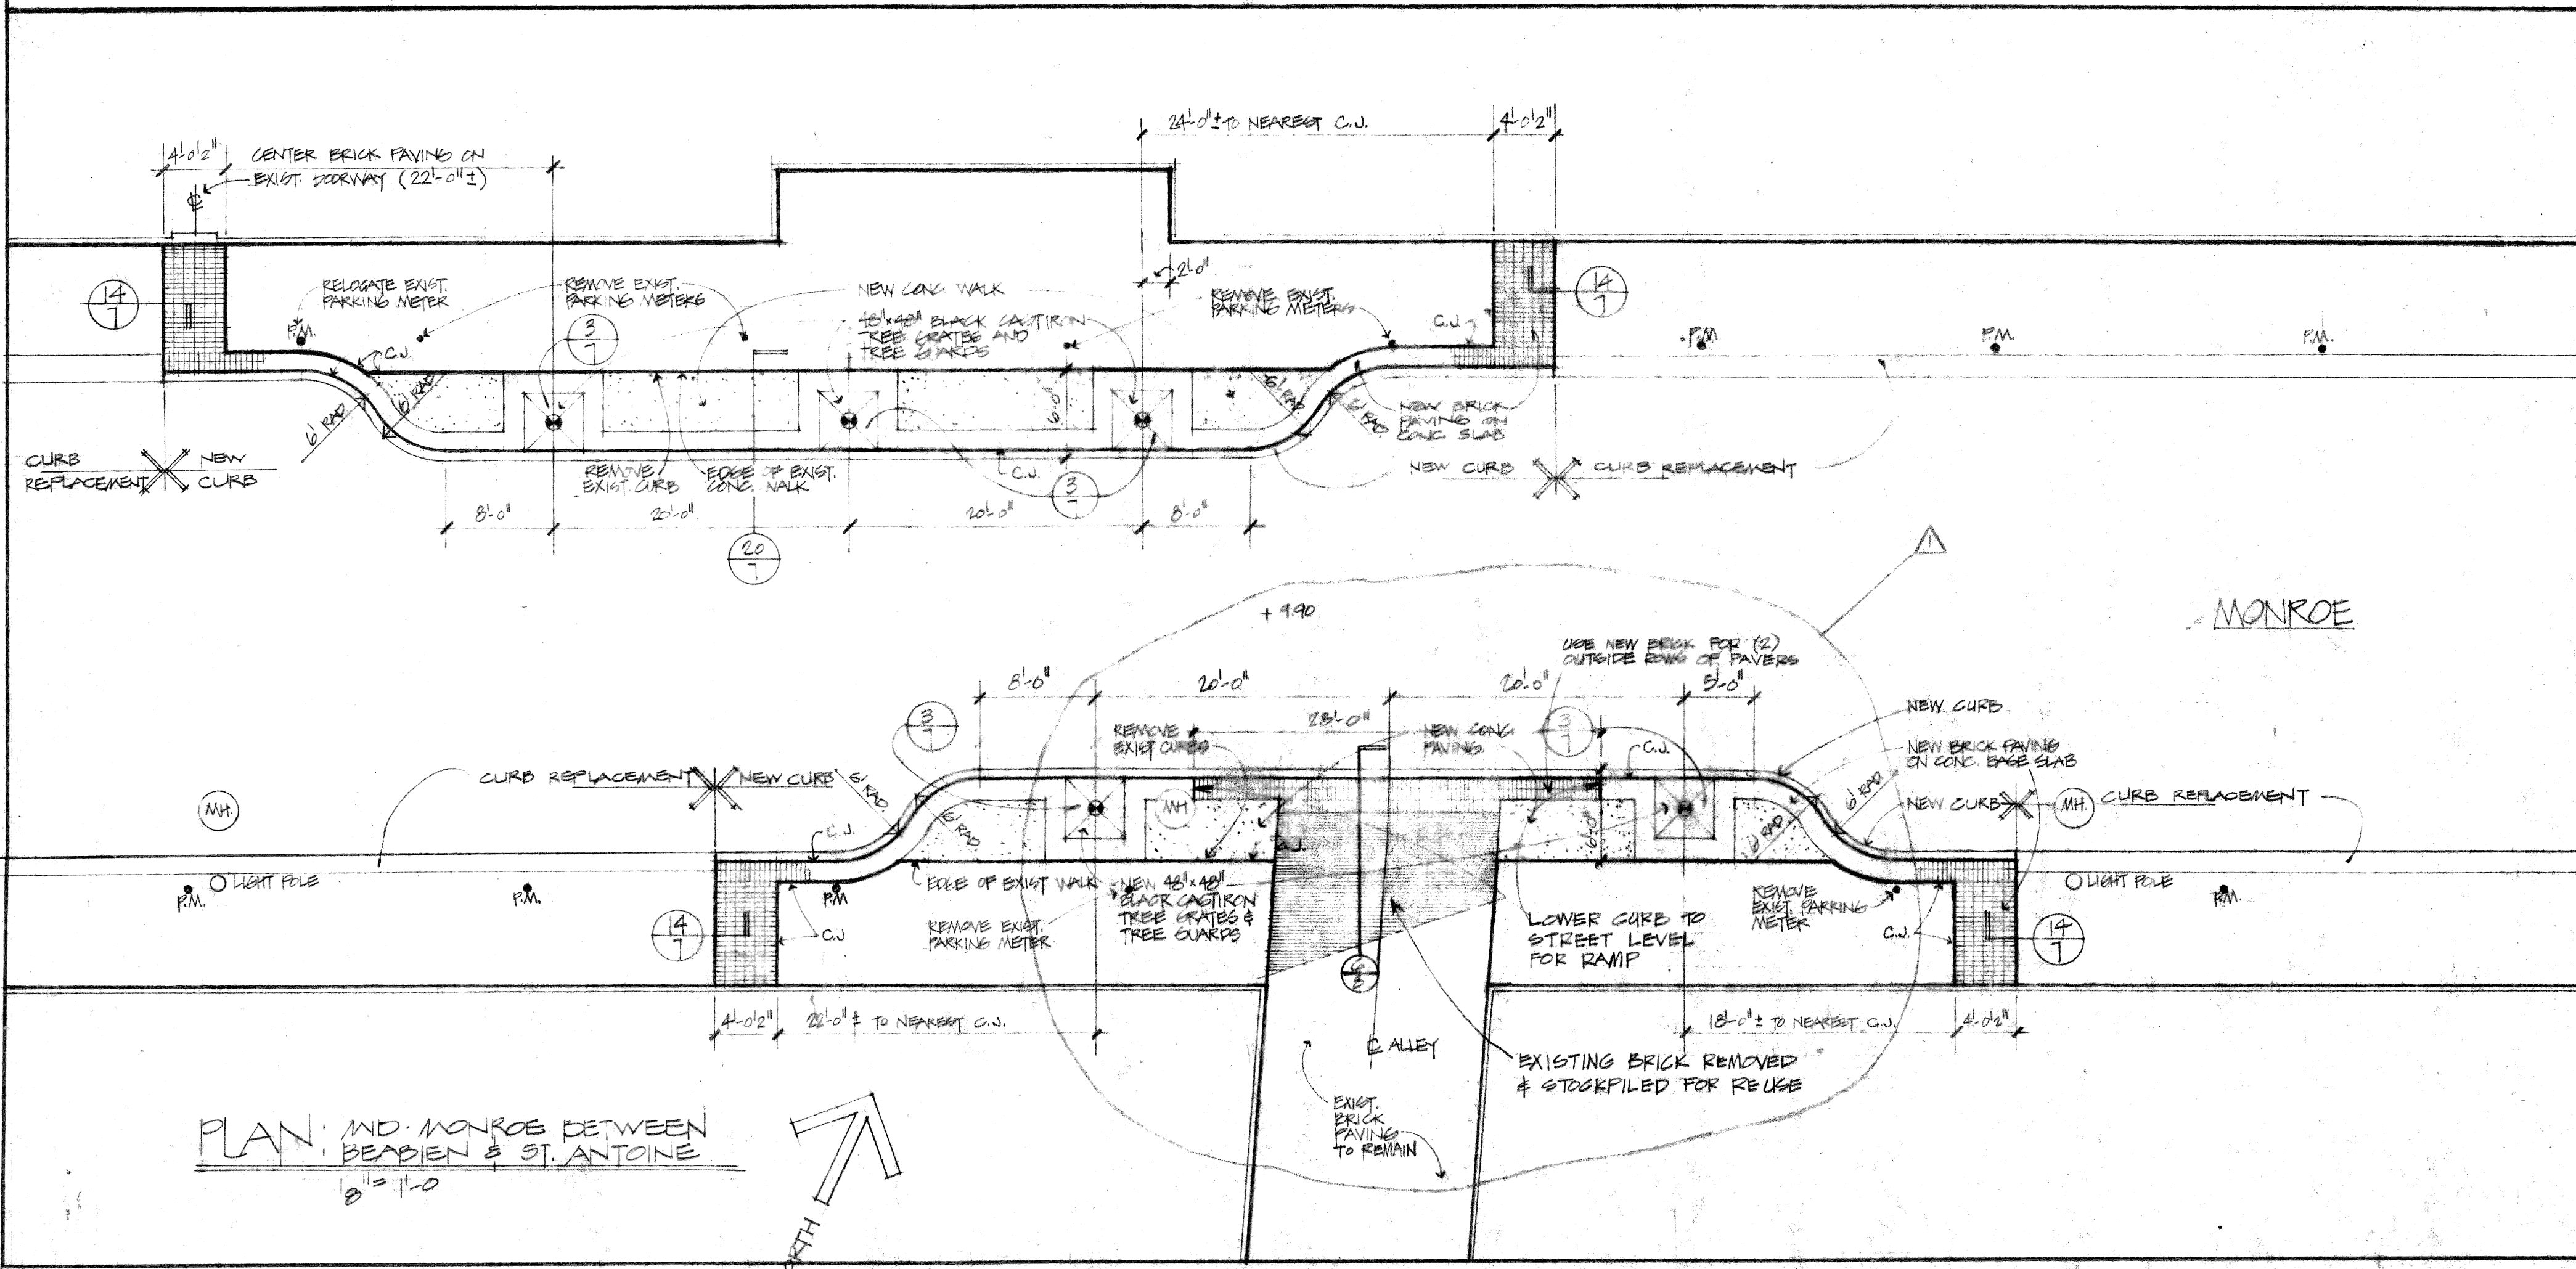 24'-0"± TO NEAREST C.J.
4'-0½"
4'-0½"
CENTER BRICK PAVING ON
EXIST. DOORWAY (22'-0"±)
℄
14
7
RELOCATE EXIST.
PARKING METER
P.M.
REMOVE EXIST.
PARKING METERS
3
7
NEW CONC WALK
48"x48" BLACK CAST IRON
TREE GRATES AND
TREE GUARDS
2'-0"
REMOVE EXIST.
PARKING METERS
C.J.
14
7
P.M.
P.M.
P.M.
C.J.
6' RAD
6' RAD
6'-0"
6' RAD.
6' RAD.
NEW BRICK
PAVING ON
CONC. SLAB
CURB
REPLACEMENT
NEW
CURB
REMOVE
EXIST. CURB
EDGE OF EXIST.
CONC. WALK
C.J.
3
7
NEW CURB
CURB REPLACEMENT
8'-0"
20'-0"
20'-0"
8'-0"
20
7
1
+ 9.90
MONROE
USE NEW BRICK FOR (2)
OUTSIDE ROWS OF PAVERS
8'-0"
20'-0"
20'-0"
5'-0"
3
7
REMOVE
EXIST CURBS
28'-0"
NEW CONC
PAVING
3
7
C.J.
NEW CURB
NEW BRICK PAVING
ON CONC. BASE SLAB
CURB REPLACEMENT
NEW CURB
6' RAD.
6' RAD
MH.
MH
6'-0"
6' RAD
6' RAD
NEW CURB
MH.
CURB REPLACEMENT
C.J.
C.J.
LIGHT POLE
P.M.
P.M.
P.M
EDGE OF EXIST WALK
NEW 48"x48"
BLACK CAST IRON
TREE GRATES &
TREE GUARDS
REMOVE EXIST.
PARKING METER
14
7
C.J.
LOWER CURB TO
STREET LEVEL
FOR RAMP
REMOVE
EXIST. PARKING
METER
C.J.
LIGHT POLE
P.M.
14
7
4'-0½"
22'-0"± TO NEAREST C.J.
18'-0"± TO NEAREST C.J.
4'-0½"
℄ ALLEY
EXISTING BRICK REMOVED
& STOCKPILED FOR REUSE
EXIST.
BRICK
PAVING
TO REMAIN
PLAN: MID-MONROE BETWEEN
BEABIEN & ST. ANTOINE
⅛" = 1'-0
RTH